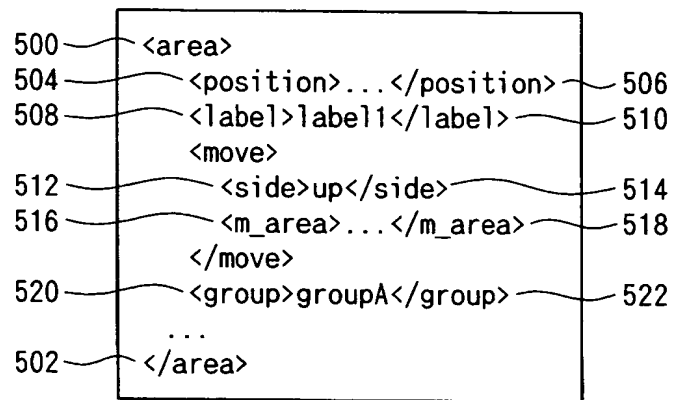 500 <area>
504 <position>...</position> 506
508 <label>label1</label> 510
<move>
512 <side>up</side> 514
516 <m_area>...</m_area> 518
</move>
520 <group>groupA</group> 522
...
502 </area>